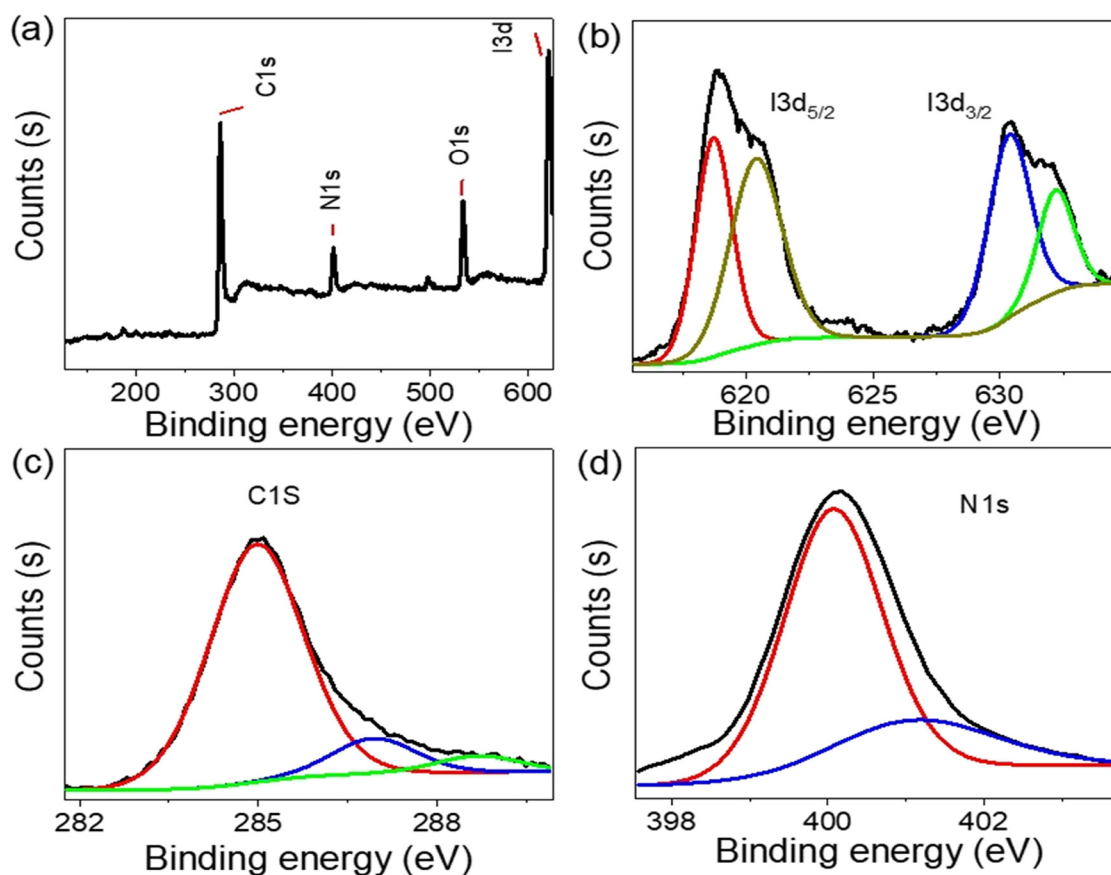 (a)
C1s
N1s
O1s
I3d
Counts (s)
200 300 400 500 600
Binding energy (eV)
(b)
I3d5/2
I3d3/2
Counts (s)
620 625 630
Binding energy (eV)
(c)
C1S
Counts (s)
282 285 288
Binding energy (eV)
(d)
N1s
Counts (s)
398 400 402
Binding energy (eV)